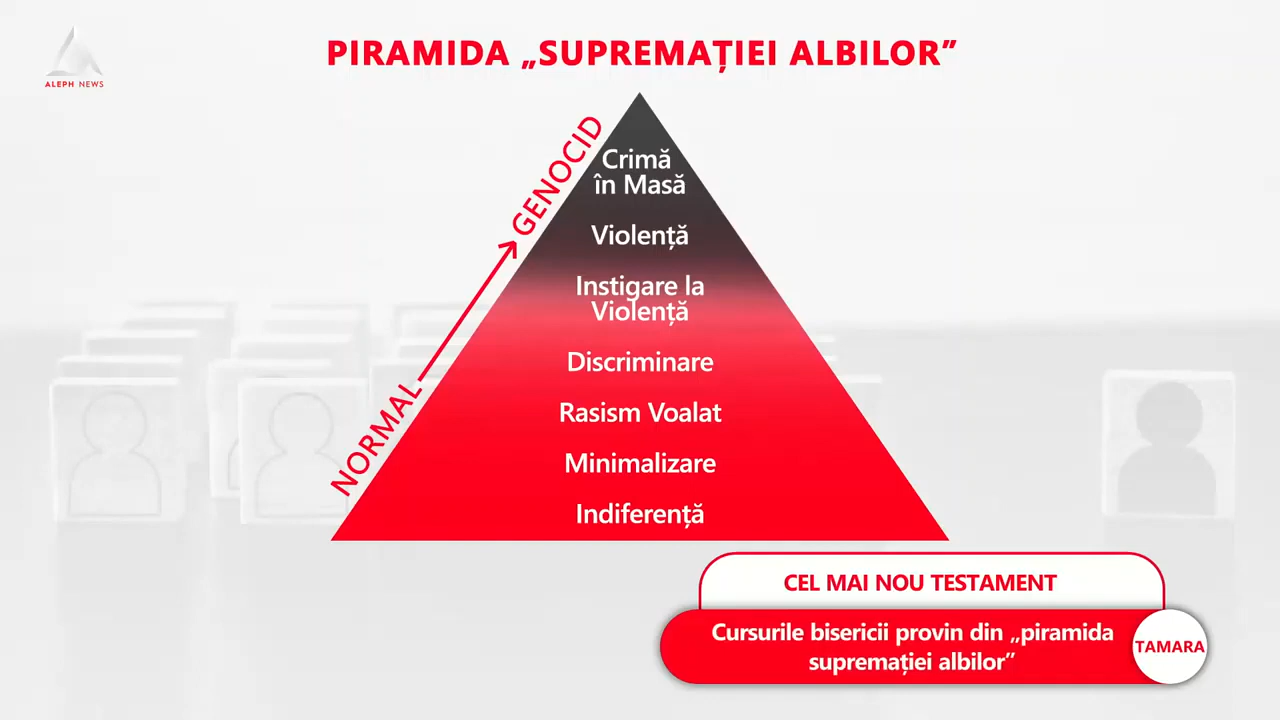 PIRAMIDA „SUPREMAȚIEI ALBILOR”
ALEPH NEWS
GENOCID
NORMAL
Crimă
în Masă
Violență
Instigare la
Violență
Discriminare
Rasism Voalat
Minimalizare
Indiferență
CEL MAI NOU TESTAMENT
Cursurile bisericii provin din „piramida
supremației albilor”
TAMARA